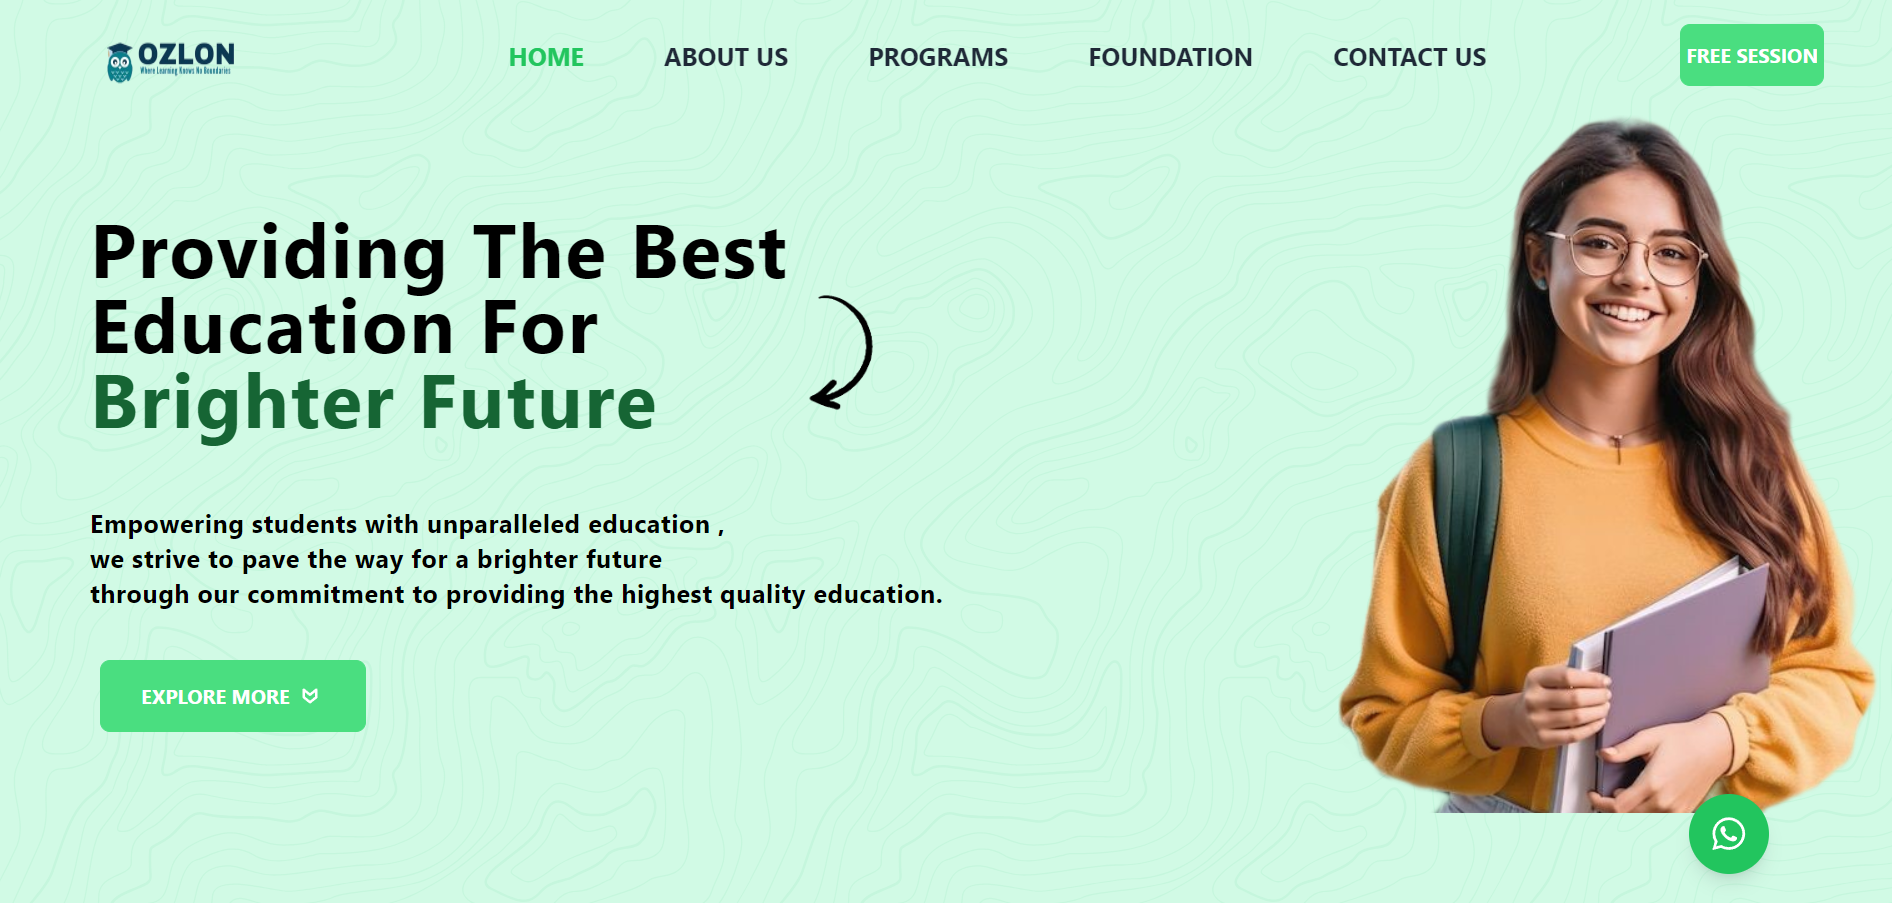 OZLON
Where Learning Knows No Boundaries
HOME
ABOUT US
PROGRAMS
FOUNDATION
CONTACT US
FREE SESSION
Providing The Best
Education For
Brighter Future
Empowering students with unparalleled education ,
we strive to pave the way for a brighter future
through our commitment to providing the highest quality education.
EXPLORE MORE